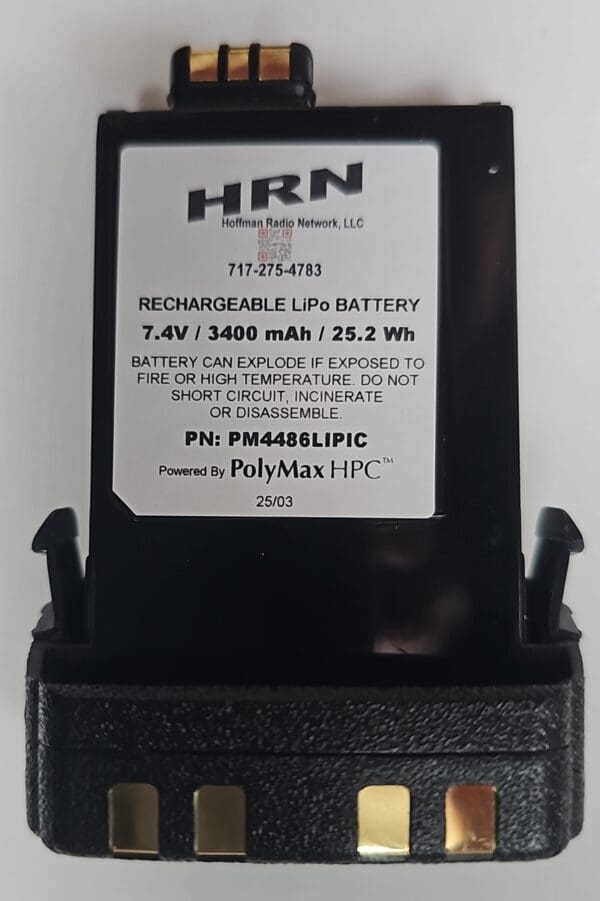 HRN
Hoffman Radio Network, LLC
717-275-4783
RECHARGEABLE LiPo BATTERY
7.4V / 3400 mAh / 25.2 Wh
BATTERY CAN EXPLODE IF EXPOSED TO
FIRE OR HIGH TEMPERATURE. DO NOT
SHORT CIRCUIT, INCINERATE
OR DISASSEMBLE.
PN: PM4486LIPIC
Powered By PolyMax HPC™
25/03